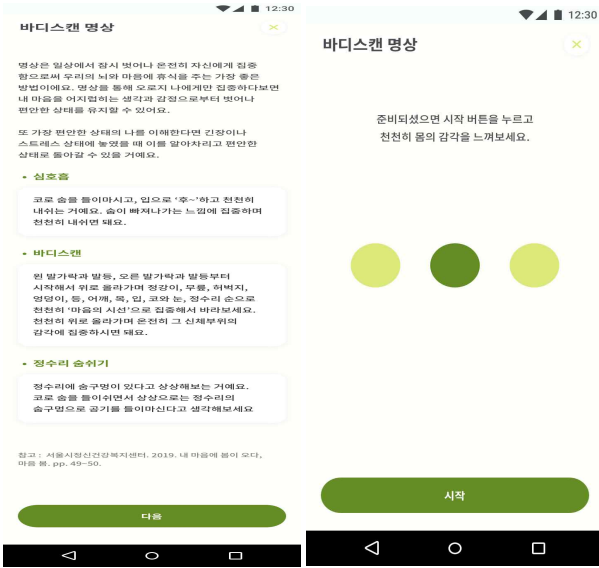 12:30
바디스캔 명상
명상은 일상에서 잠시 벗어나 온전히 자신에게 집중
함으로써 우리의 뇌와 마음에 휴식을 주는 가장 좋은
방법이에요. 명상을 통해 오로지 나에게만 집중하다보면
내 마음을 어지럽히는 생각과 감정으로부터 벗어나
편안한 상태를 유지할 수 있어요.
또 가장 편안한 상태의 나를 이해한다면 긴장이나
스트레스 상태에 놓였을 때 이를 알아차리고 편안한
상태로 돌아갈 수 있을 거예요.
• 심호흡
코로 숨을 들이마시고, 입으로 '후~'하고 천천히
내쉬는 거예요. 숨이 빠져나가는 느낌에 집중하며
천천히 내쉬면 돼요.
• 바디스캔
왼 발가락과 발등, 오른 발가락과 발등부터
시작해서 위로 올라가며 정강이, 무릎, 허벅지,
엉덩이, 등, 어깨, 목, 입, 코와 눈, 정수리 순으로
천천히 '마음의 시선'으로 집중해서 바라보세요.
천천히 위로 올라가며 온전히 그 신체부위의
감각에 집중하시면 돼요.
• 정수리 숨쉬기
정수리에 숨구멍이 있다고 상상해보는 거예요.
코로 숨을 들이쉬면서 상상으로는 정수리의
숨구멍으로 공기를 들이마신다고 생각해보세요
참고 : 서울시정신건강복지센터. 2019. 내 마음에 봄이 오다,
마음 봄. pp. 49-50.
다음
12:30
바디스캔 명상
준비되셨으면 시작 버튼을 누르고
천천히 몸의 감각을 느껴보세요.
시작